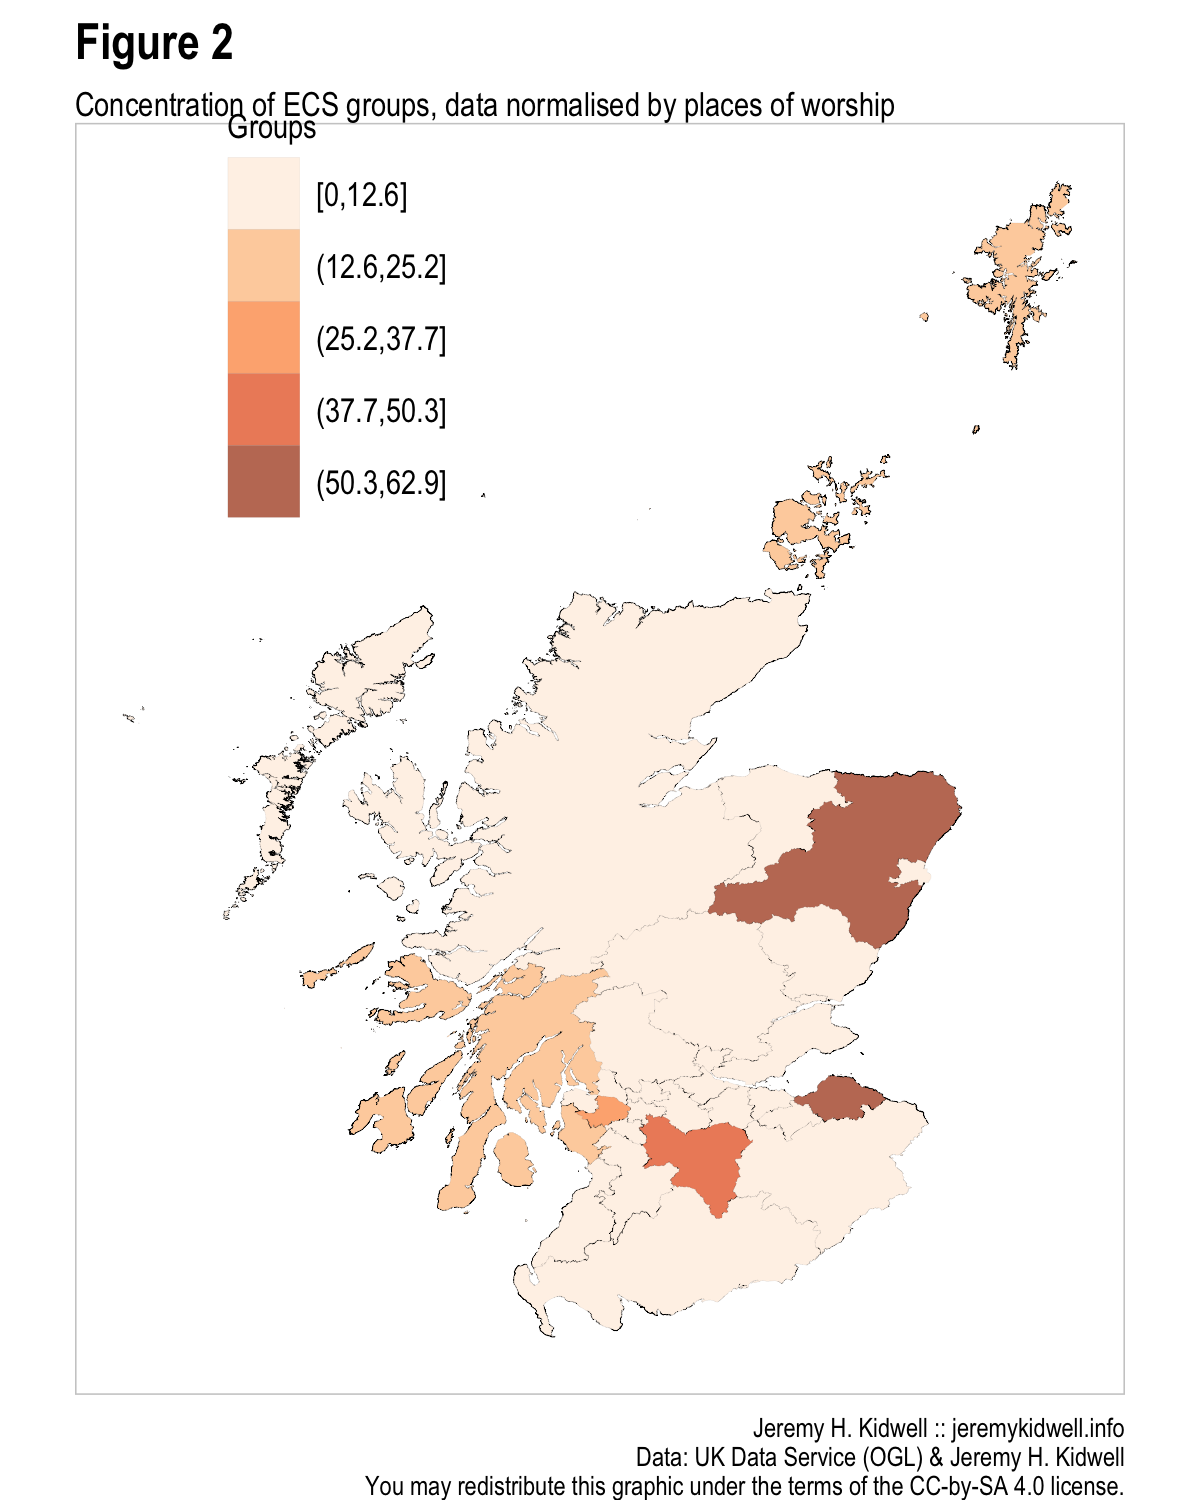 Figure 2
Concentration of ECS groups, data normalised by places of worship
Groups
[0,12.6]
(12.6,25.2]
(25.2,37.7]
(37.7,50.3]
(50.3,62.9]
Jeremy H. Kidwell :: jeremykidwell.info
Data: UK Data Service (OGL) & Jeremy H. Kidwell
You may redistribute this graphic under the terms of the CC-by-SA 4.0 license.